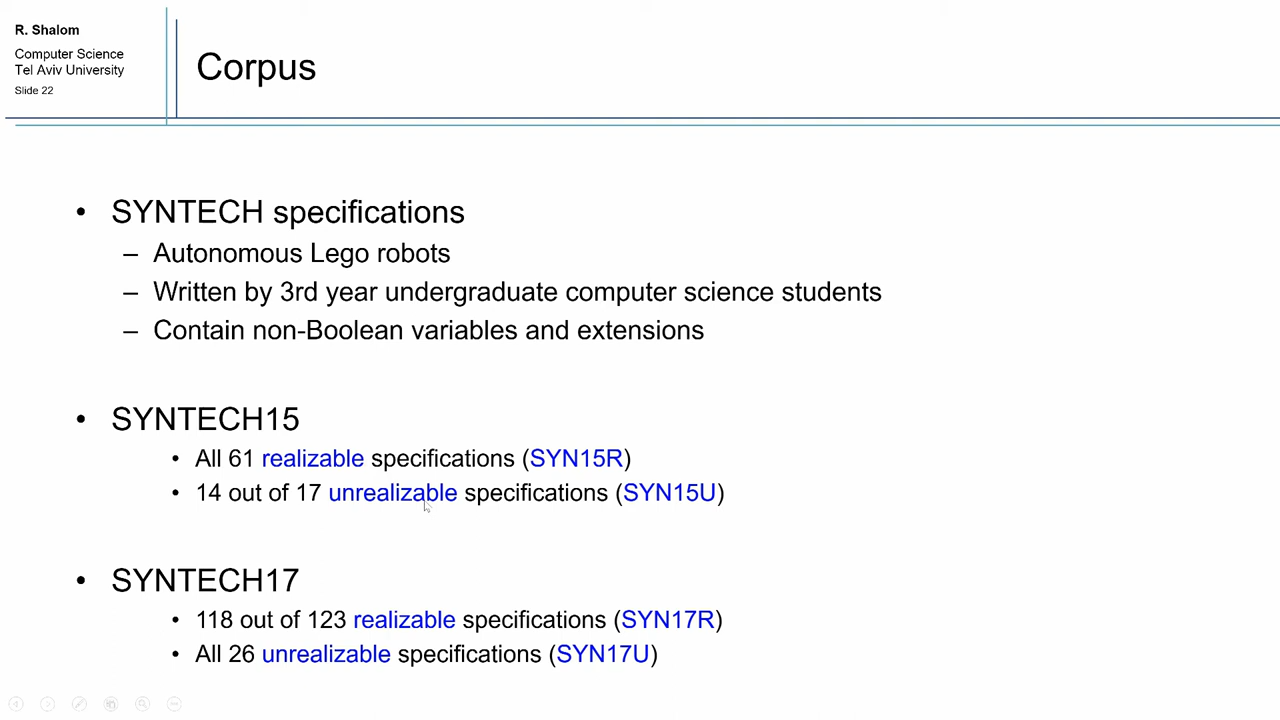 R. Shalom
Computer Science
Tel Aviv University
Slide 22
Corpus
• SYNTECH specifications
– Autonomous Lego robots
– Written by 3rd year undergraduate computer science students
– Contain non-Boolean variables and extensions
• SYNTECH15
• All 61 realizable specifications (SYN15R)
• 14 out of 17 unrealizable specifications (SYN15U)
• SYNTECH17
• 118 out of 123 realizable specifications (SYN17R)
• All 26 unrealizable specifications (SYN17U)